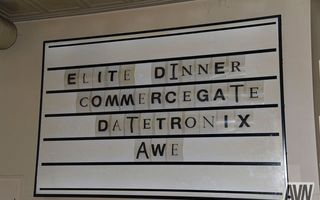 ELITE DINNER
COMMERCEGATE
DATETRONIX
AWE
AVN